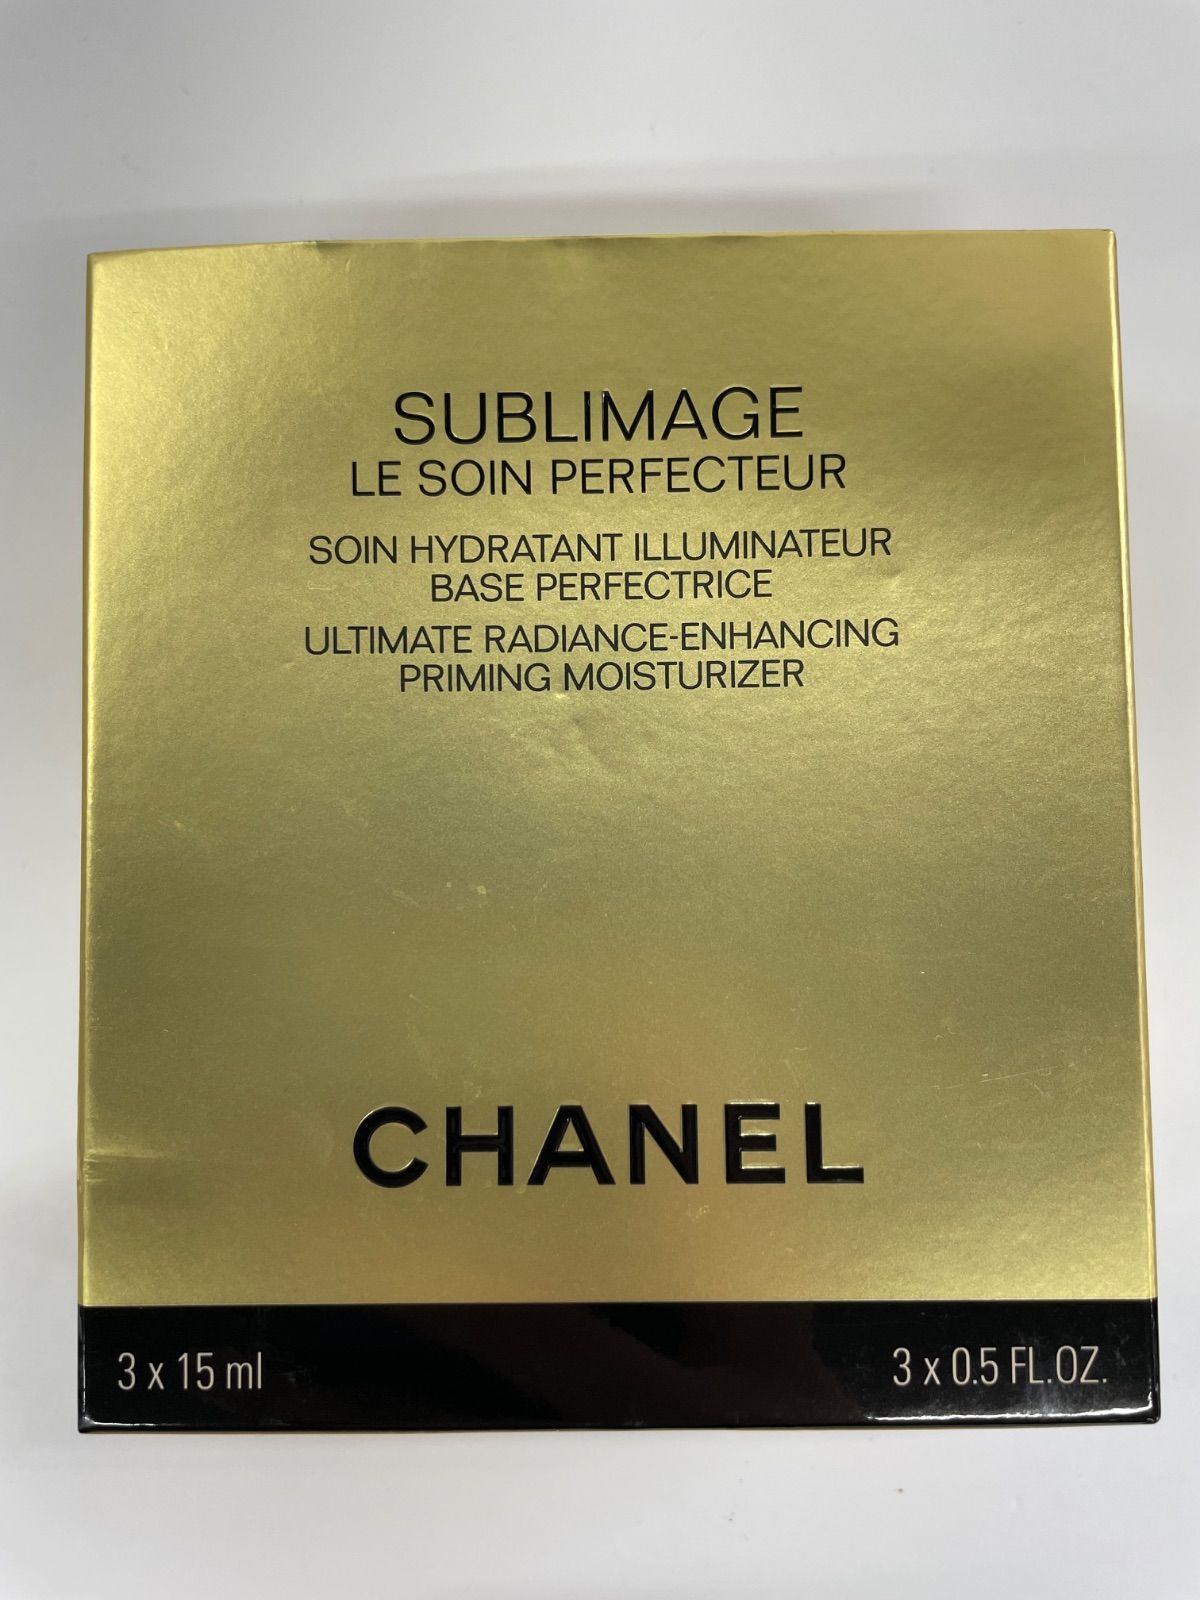 SUBLIMAGE
LE SOIN PERFECTEUR
SOIN HYDRATANT ILLUMINATEUR
BASE PERFECTRICE
ULTIMATE RADIANCE-ENHANCING
PRIMING MOISTURIZER
CHANEL
3 x 15 ml
3 x 0.5 FL.OZ.